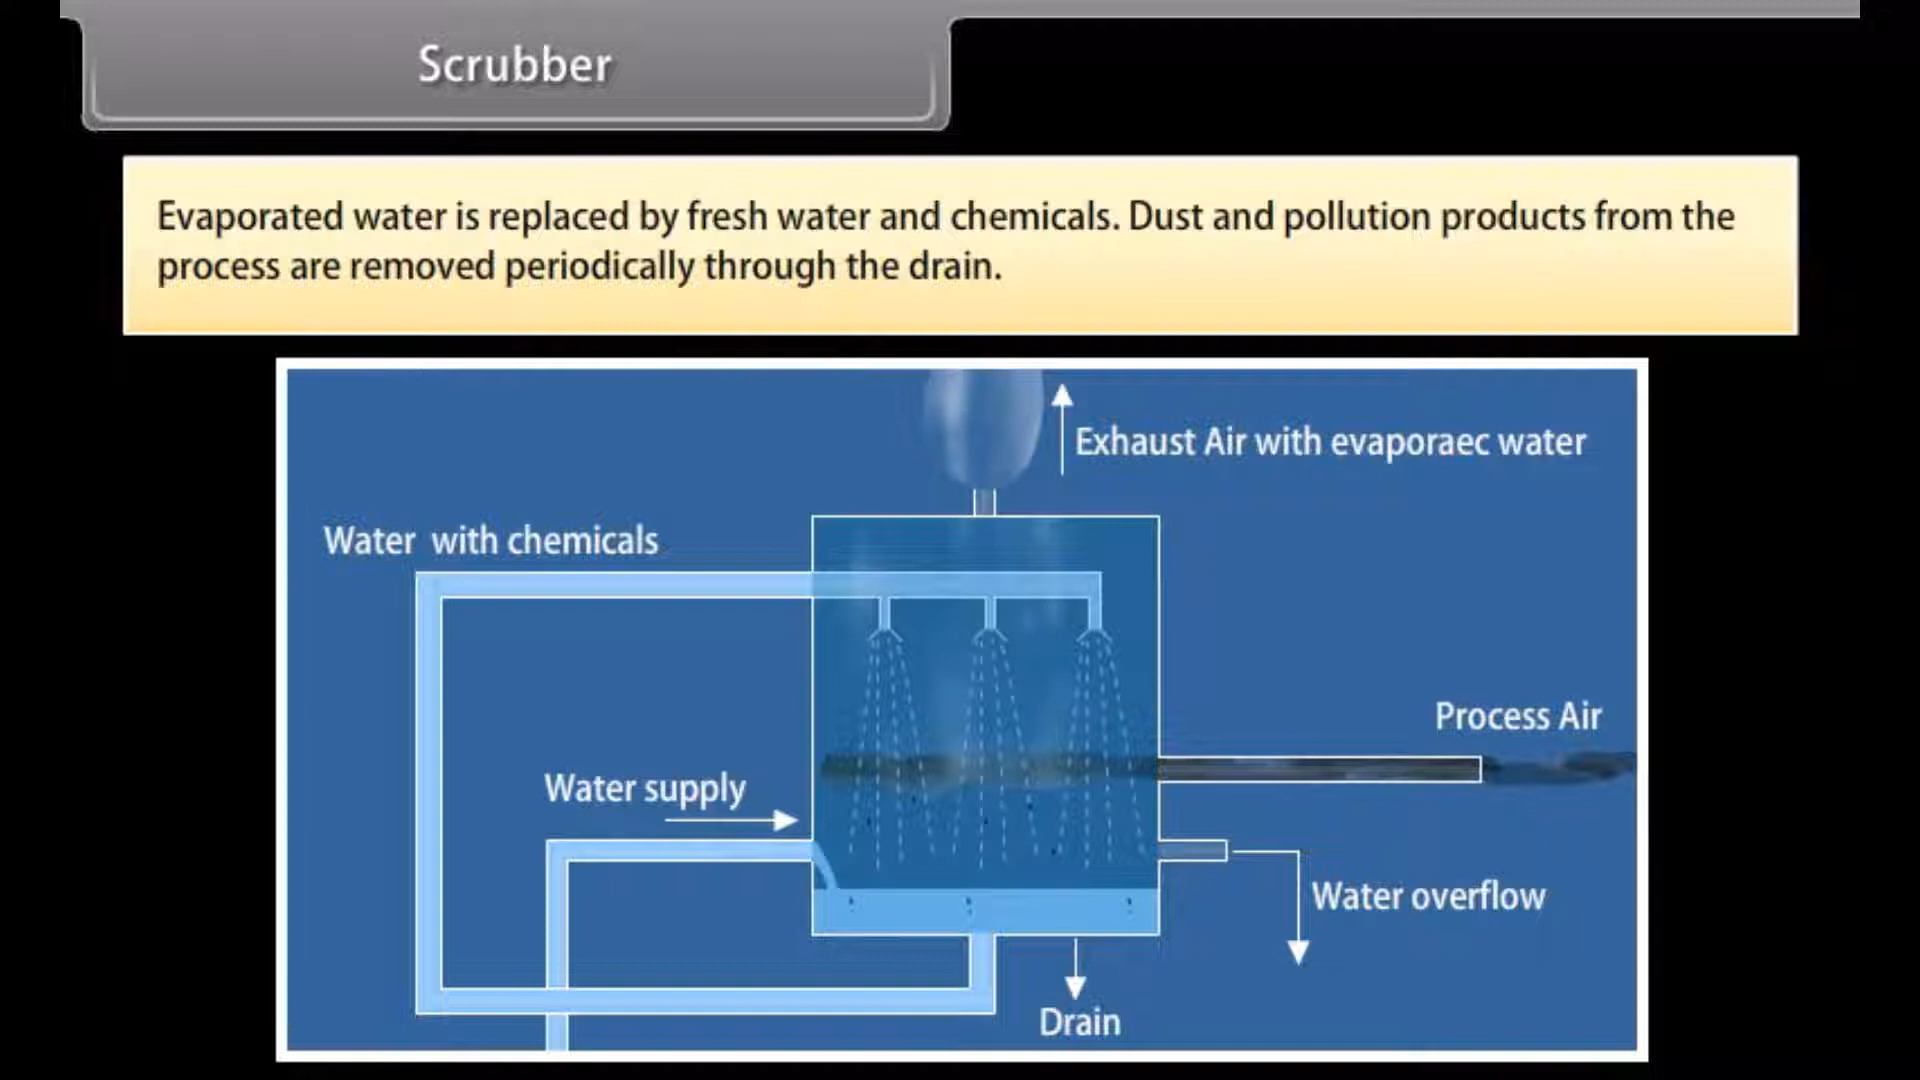 Scrubber
Evaporated water is replaced by fresh water and chemicals. Dust and pollution products from the
process are removed periodically through the drain.
Exhaust Air with evaporaec water
Water with chemicals
Process Air
Water supply
Water overflow
Drain